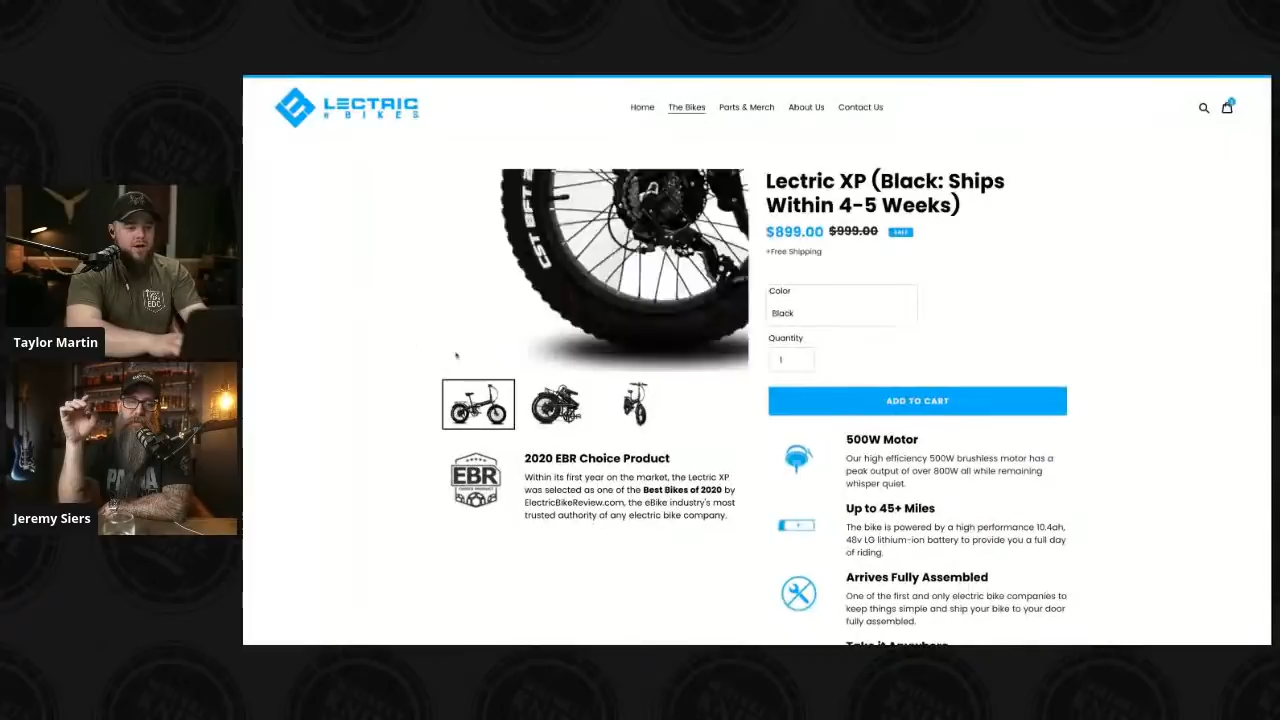 LECTRIC
eBIKES
Home The Bikes Parts & Merch About Us Contact Us
1
Lectric XP (Black: Ships
Within 4-5 Weeks)
$899.00 $999.00 SALE
+Free Shipping
Color
Black
Quantity
1
ADD TO CART
500W Motor
Our high efficiency 500W brushless motor has a
peak output of over 800W all while remaining
whisper quiet.
Up to 45+ Miles
The bike is powered by a high performance 10.4ah,
48v LG lithium-ion battery to provide you a full day
of riding.
Arrives Fully Assembled
One of the first and only electric bike companies to
keep things simple and ship your bike to your door
fully assembled.
Take it Anywhere
EBR
2020 EBR Choice Product
Within its first year on the market, the Lectric XP
was selected as one of the Best Bikes of 2020 by
ElectricBikeReview.com, the eBike industry's most
trusted authority of any electric bike company.
EDC
Taylor Martin
Jeremy Siers